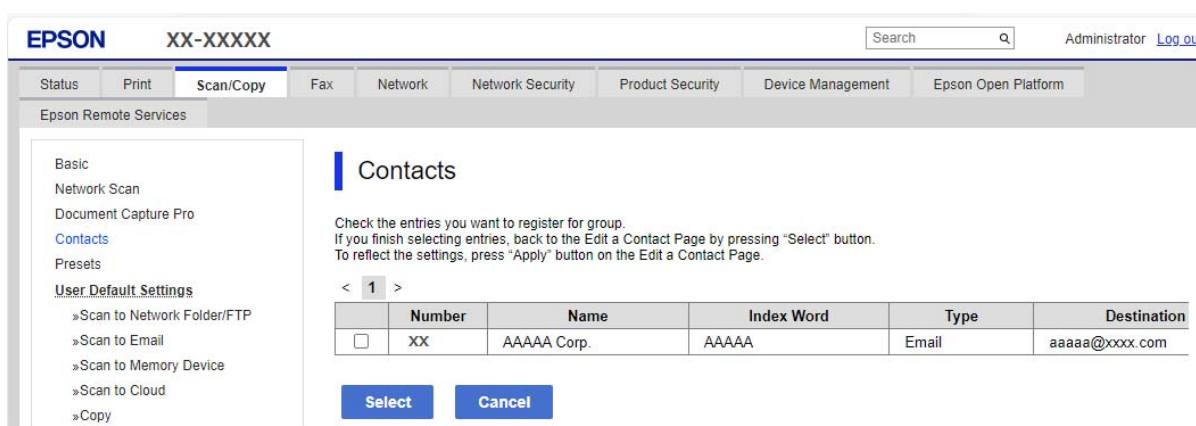 EPSON XX-XXXXX Search Administrator Log ou
Status Print Scan/Copy Fax Network Network Security Product Security Device Management Epson Open Platform
Epson Remote Services
Basic
Network Scan
Document Capture Pro
Contacts
Presets
User Default Settings
»Scan to Network Folder/FTP
»Scan to Email
»Scan to Memory Device
»Scan to Cloud
»Copy
Contacts
Check the entries you want to register for group.
If you finish selecting entries, back to the Edit a Contact Page by pressing “Select” button.
To reflect the settings, press “Apply” button on the Edit a Contact Page.
< 1 >
Number Name Index Word Type Destination
XX AAAAA Corp. AAAAA Email aaaaa@xxxx.com
Select Cancel